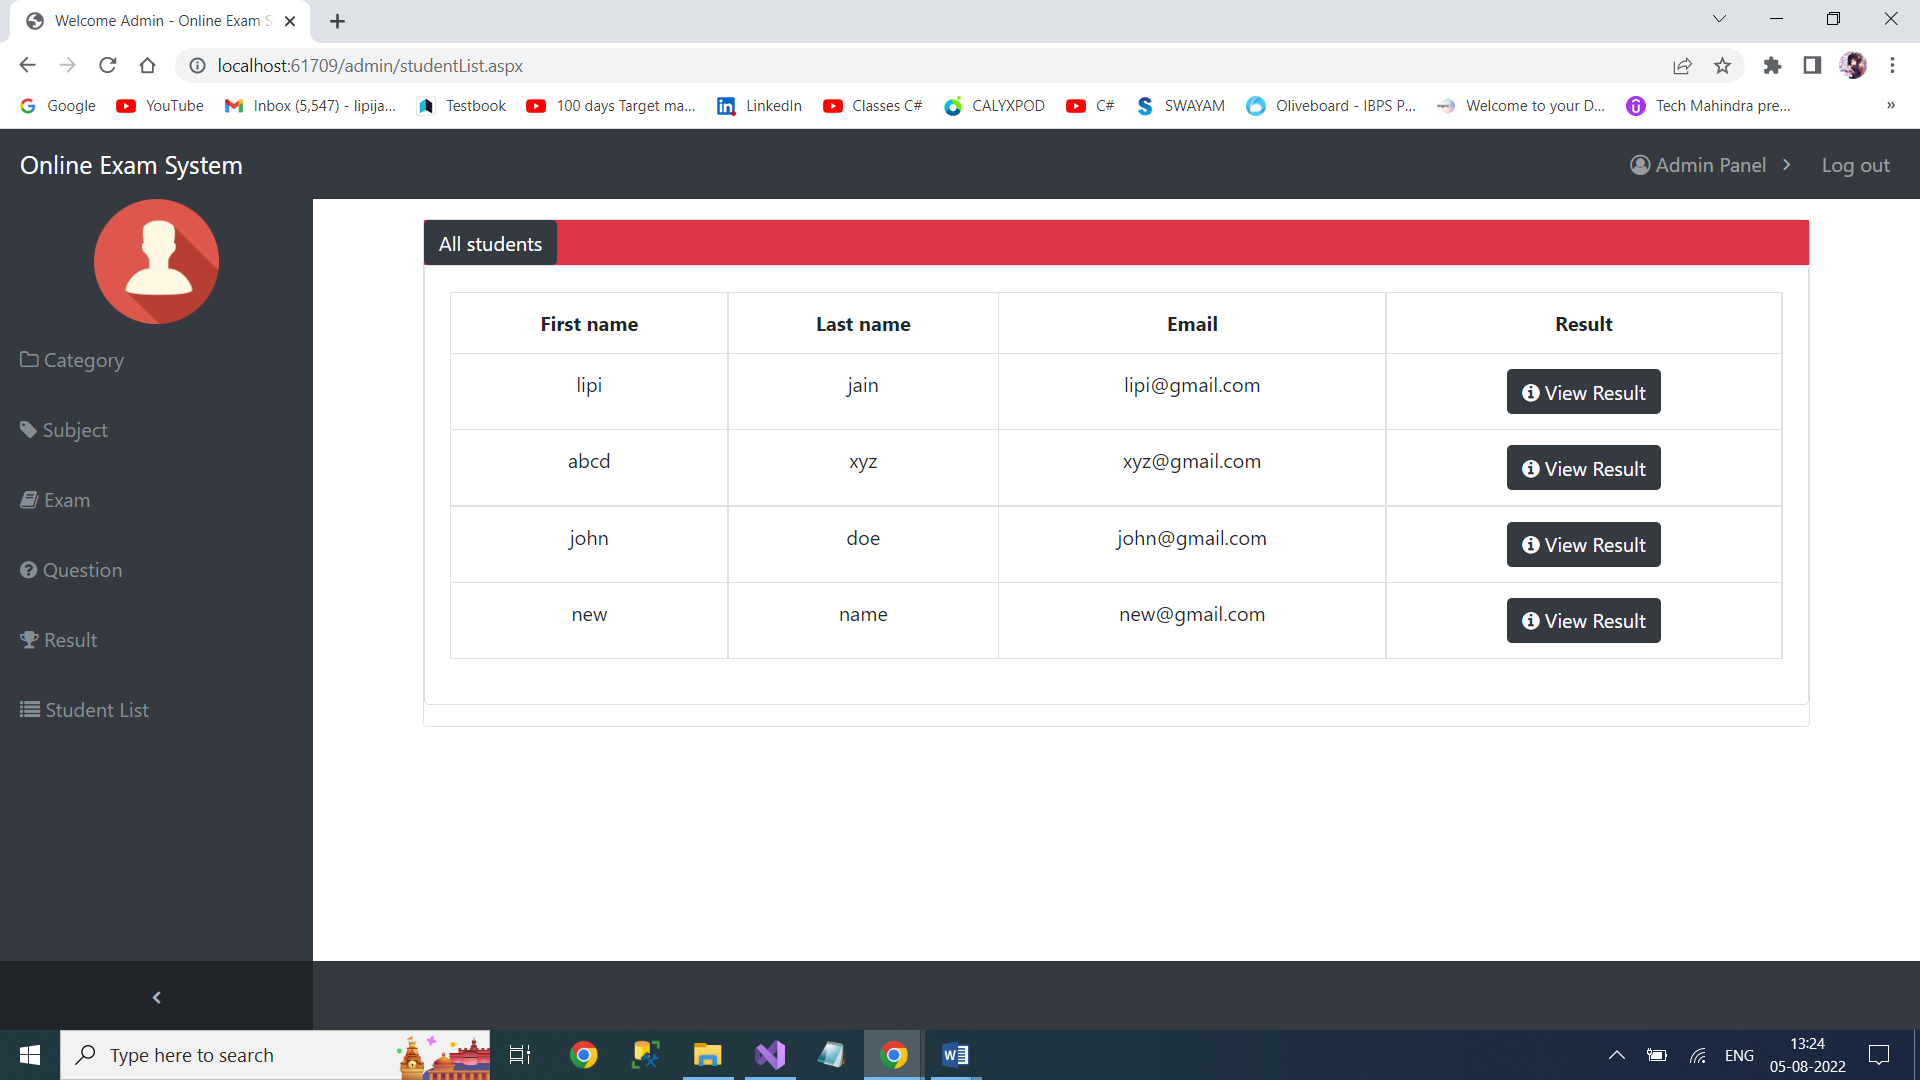 Welcome Admin - Online Exam S
localhost:61709/admin/studentList.aspx
Google YouTube Inbox (5,547) - lipija... Testbook 100 days Target ma... LinkedIn Classes C# CALYXPOD C# SWAYAM Oliveboard - IBPS P... Welcome to your D... Tech Mahindra pre... »
Online Exam System Admin Panel Log out
All students
First name Last name Email Result
lipi jain lipi@gmail.com View Result
abcd xyz xyz@gmail.com View Result
john doe john@gmail.com View Result
new name new@gmail.com View Result
Category
Subject
Exam
Question
Result
Student List
Type here to search
ENG
13:24
05-08-2022